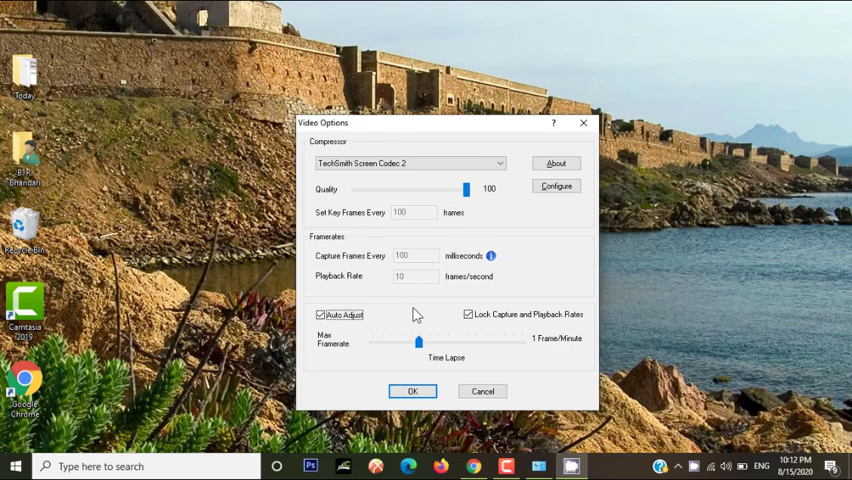 Today
B. R.
Bhandari
Recycle Bin
Camtasia
2019
Google
Chrome
Video Options
?
Compressor
TechSmith Screen Codec 2
About
Quality
100
Configure
Set Key Frames Every 100 frames
Framerates
Capture Frames Every 100 milliseconds
Playback Rate 10 frames/second
Auto Adjust
Lock Capture and Playback Rates
Max
Framerate
1 Frame/Minute
Time Lapse
OK
Cancel
Type here to search
Ps
ENG
10:12 PM
8/15/2020